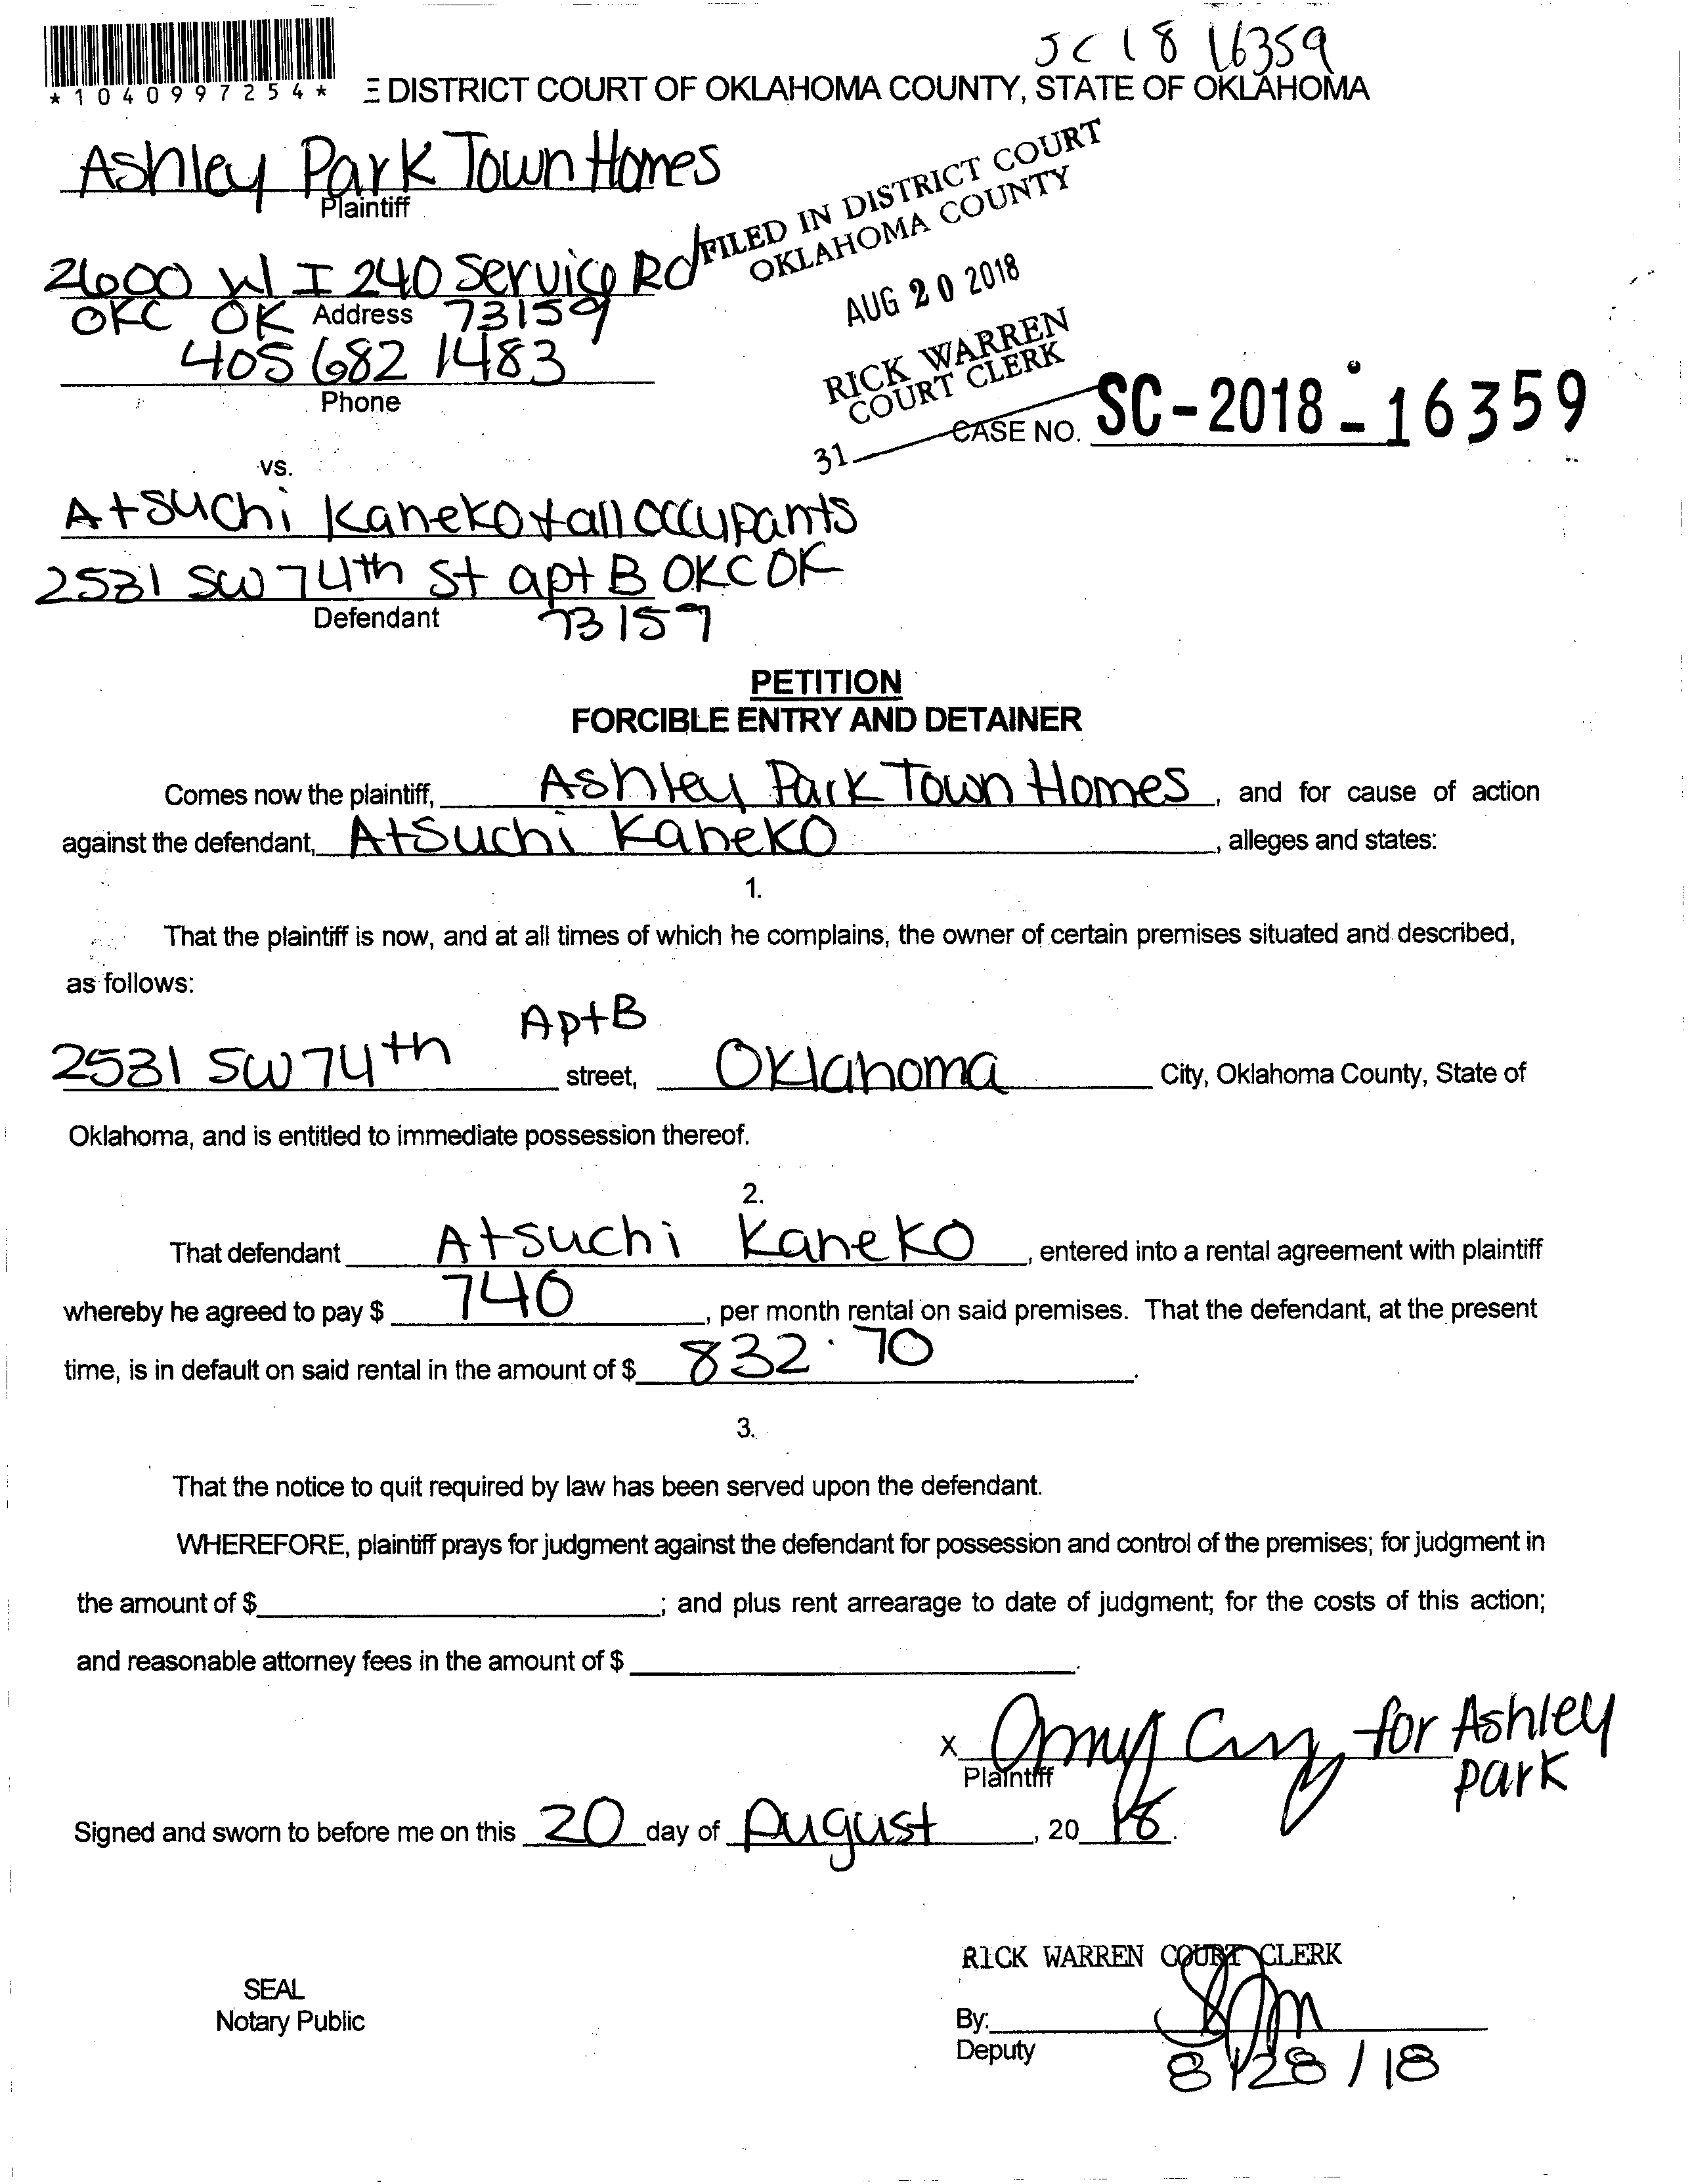 SC18 16359
*1040997254*
E DISTRICT COURT OF OKLAHOMA COUNTY, STATE OF OKLAHOMA
Ashley Park Town Homes
Plaintiff
FILED IN DISTRICT COURT
OKLAHOMA COUNTY
2600 W I 240 Service Rd
OKC OK Address 73159
AUG 20 2018
405 682 1483
Phone
RICK WARREN
COURT CLERK
31
CASE NO. SC-2018-16359
vs.
Atsuchi Kaneko + all occupants
2531 SW 74th St apt B OKC OK
Defendant 73159
PETITION
FORCIBLE ENTRY AND DETAINER
Comes now the plaintiff, Ashley Park Town Homes, and for cause of action
against the defendant, Atsuchi Kaneko, alleges and states:
1.
That the plaintiff is now, and at all times of which he complains, the owner of certain premises situated and described,
as follows:
Apt B
2531 SW 74th street, Oklahoma City, Oklahoma County, State of
Oklahoma, and is entitled to immediate possession thereof.
2.
That defendant Atsuchi Kaneko, entered into a rental agreement with plaintiff
whereby he agreed to pay $ 740, per month rental on said premises. That the defendant, at the present
time, is in default on said rental in the amount of $ 832.70.
3.
That the notice to quit required by law has been served upon the defendant.
WHEREFORE, plaintiff prays for judgment against the defendant for possession and control of the premises; for judgment in
the amount of $ ; and plus rent arrearage to date of judgment; for the costs of this action;
and reasonable attorney fees in the amount of $ .
x for Ashley
Plaintiff Park
Signed and sworn to before me on this 20 day of August, 2018.
RICK WARREN COURT CLERK
SEAL
Notary Public
By:
Deputy
8/28/18